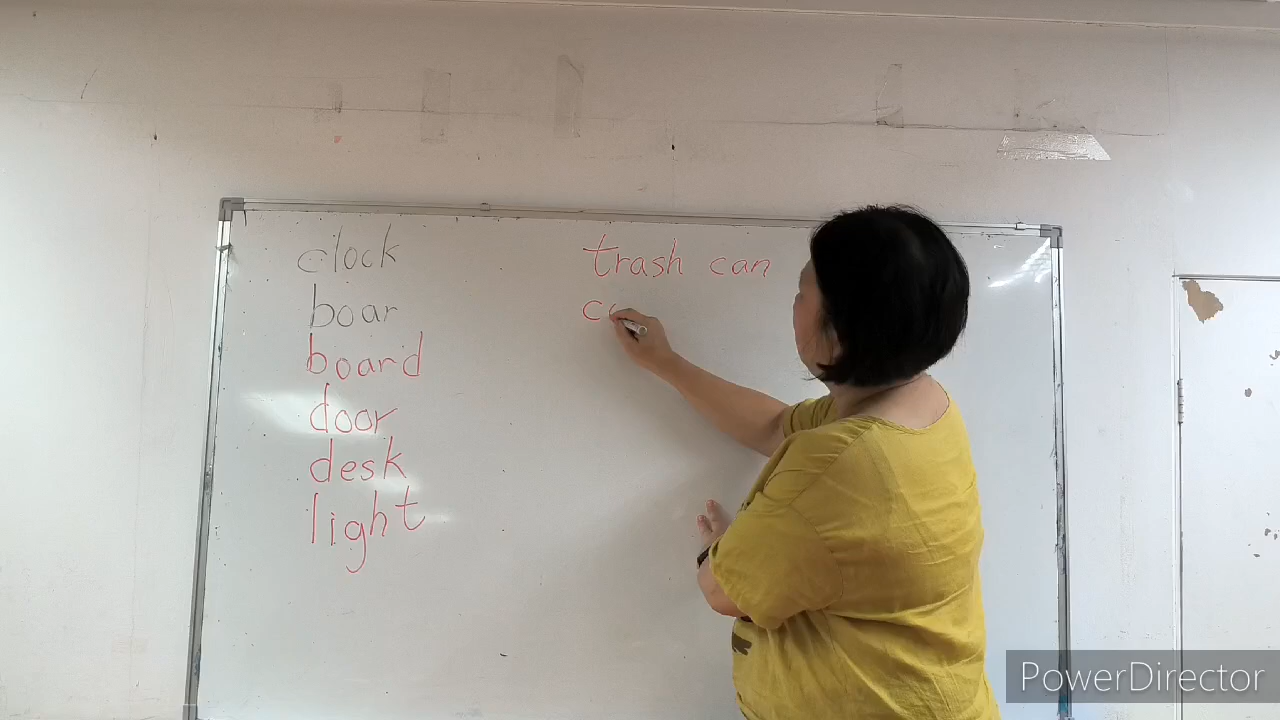 clock
boar
board
door
desk
light
trash can
PowerDirector